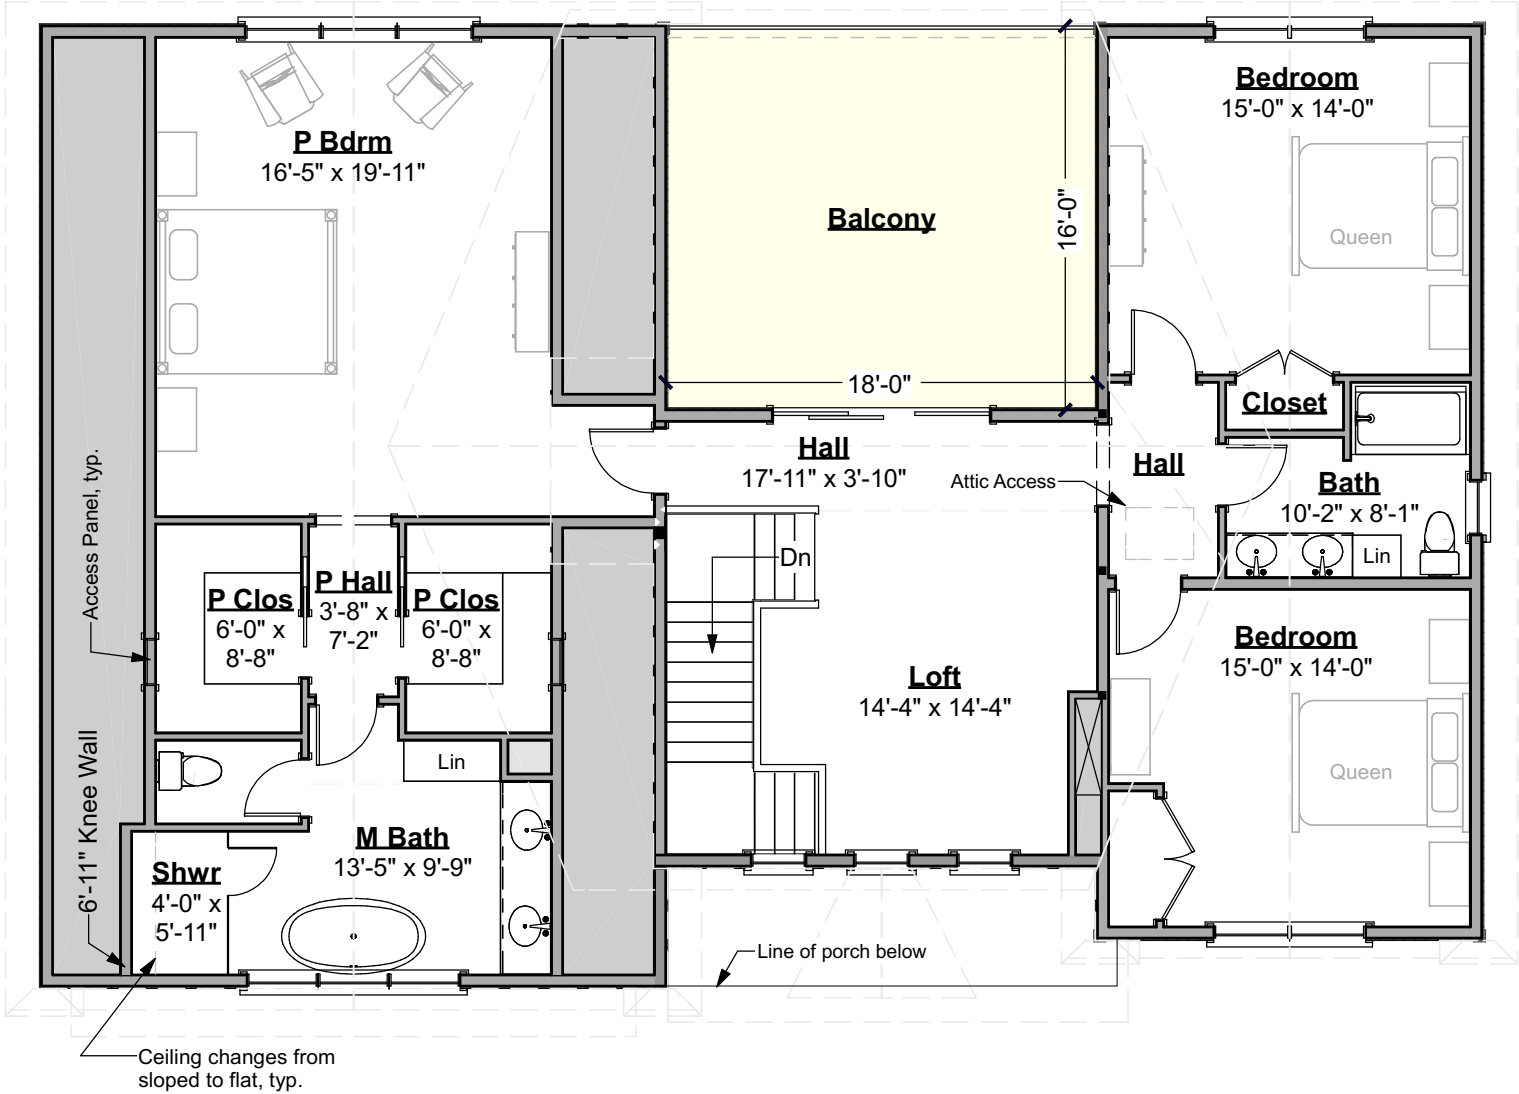 P Bdrm
16'-5" x 19'-11"
Balcony
16'-0"
18'-0"
Bedroom
15'-0" x 14'-0"
Queen
Closet
Hall
17'-11" x 3'-10"
Attic Access
Hall
Bath
10'-2" x 8'-1"
Lin
Access Panel, typ.
P Clos
6'-0" x
8'-8"
P Hall
3'-8" x
7'-2"
P Clos
6'-0" x
8'-8"
Dn
Loft
14'-4" x 14'-4"
Bedroom
15'-0" x 14'-0"
Queen
6'-11" Knee Wall
Lin
M Bath
13'-5" x 9'-9"
Shwr
4'-0" x
5'-11"
Line of porch below
Ceiling changes from
sloped to flat, typ.